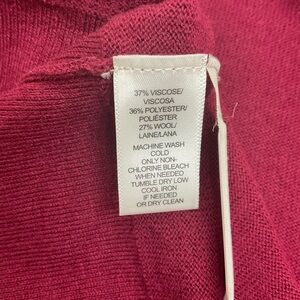 37% VISCOSE/
VISCOSA
36% POLYESTER/
POLIÉSTER
27% WOOL/
LAINE/LANA
MACHINE WASH
COLD
ONLY NON-
CHLORINE BLEACH
WHEN NEEDED
TUMBLE DRY LOW
COOL IRON
IF NEEDED
OR DRY CLEAN